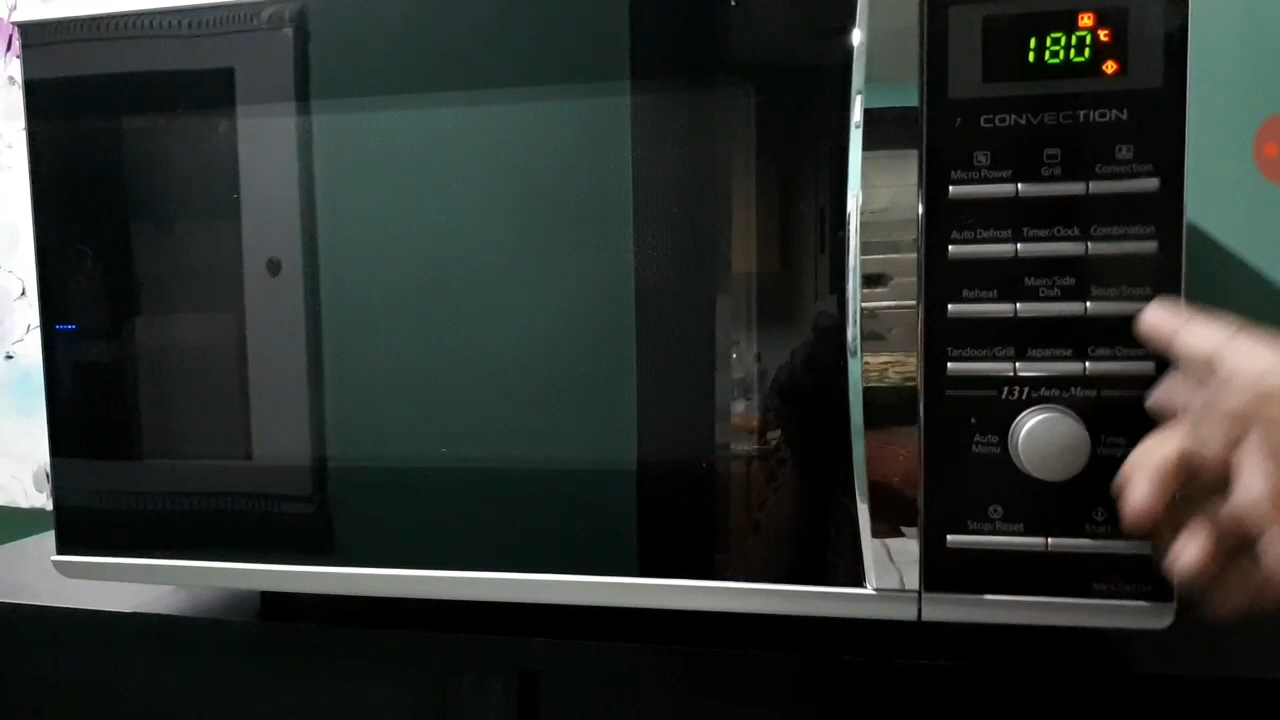 180 °C
CONVECTION
Micro Power Grill Convection
Auto Defrost Timer/Clock Combination
Reheat Main/Side Dish Soup/Snack
Tandoori/Grill Japanese
131 Auto Menu
Auto Menu
Stop/Reset Start